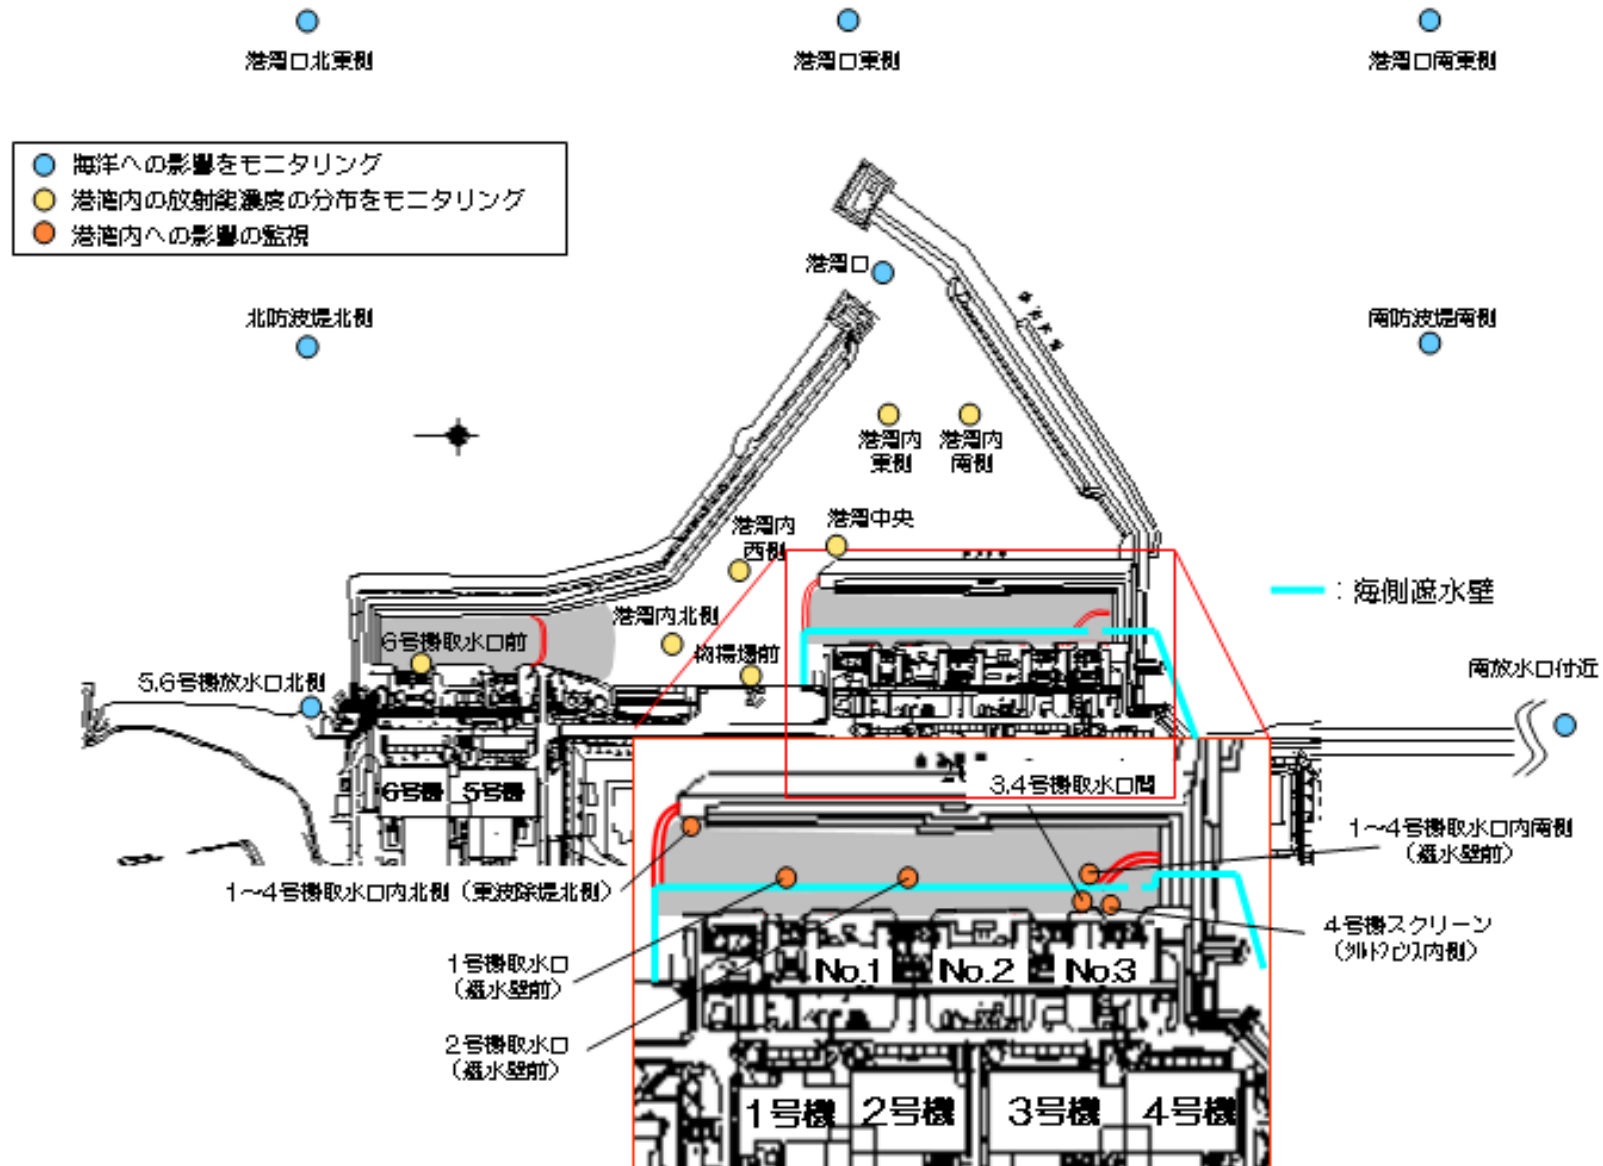 港湾口北東側
港湾口東側
港湾口南東側
海洋への影響をモニタリング
港湾内の放射能濃度の分布をモニタリング
港湾内への影響の監視
港湾口
北防波堤北側
南防波堤南側
港湾内
東側
港湾内
南側
港湾中央
港湾内
西側
港湾内北側
物揚場前
：海側遮水壁
6号機取水口前
5,6号機放水口北側
南放水口付近
6号機
5号機
3,4号機取水口間
1～4号機取水口内南側
（遮水壁前）
1～4号機取水口内北側（東波除堤北側）
4号機スクリーン
（シルトフェンス内側）
1号機取水口
（遮水壁前）
No.1
No.2
No.3
2号機取水口
（遮水壁前）
1号機
2号機
3号機
4号機